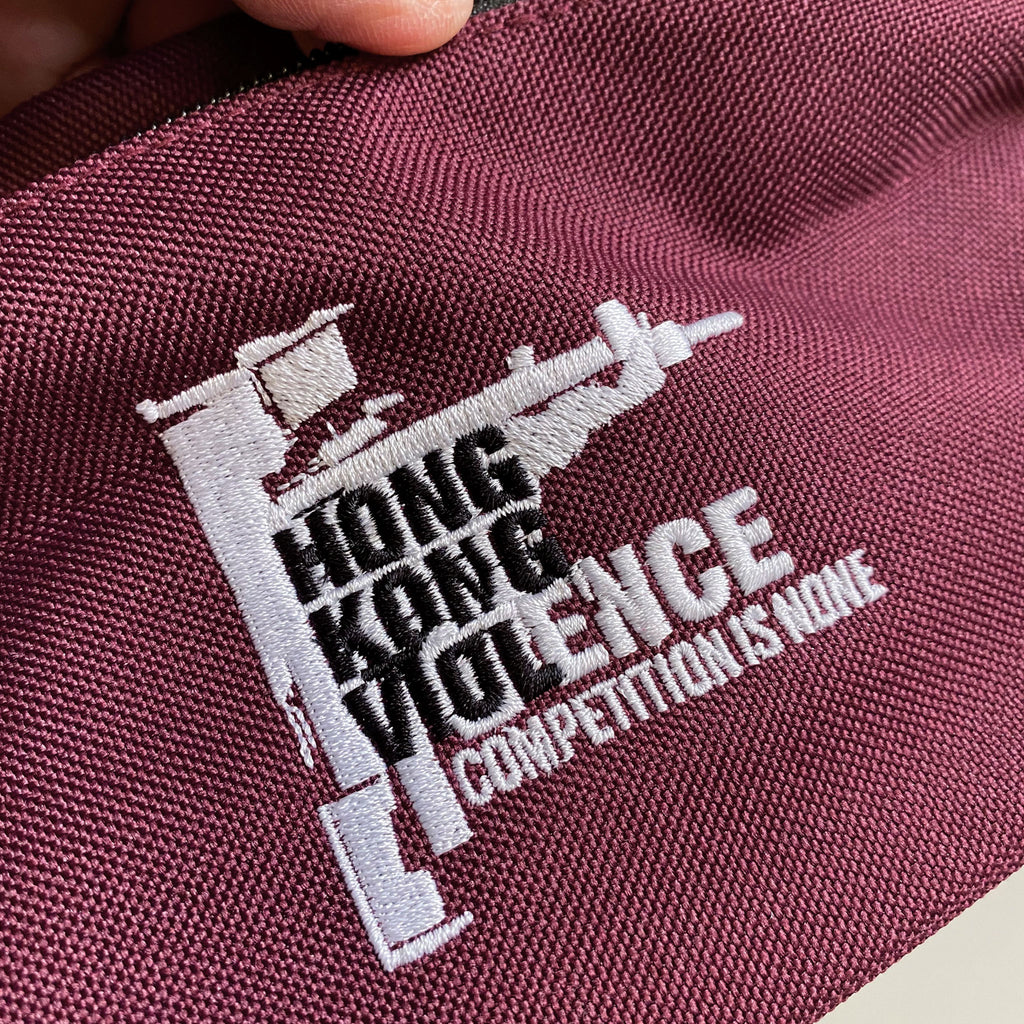 HONG
KONG
VIOLENCE
COMPETITION IS NONE